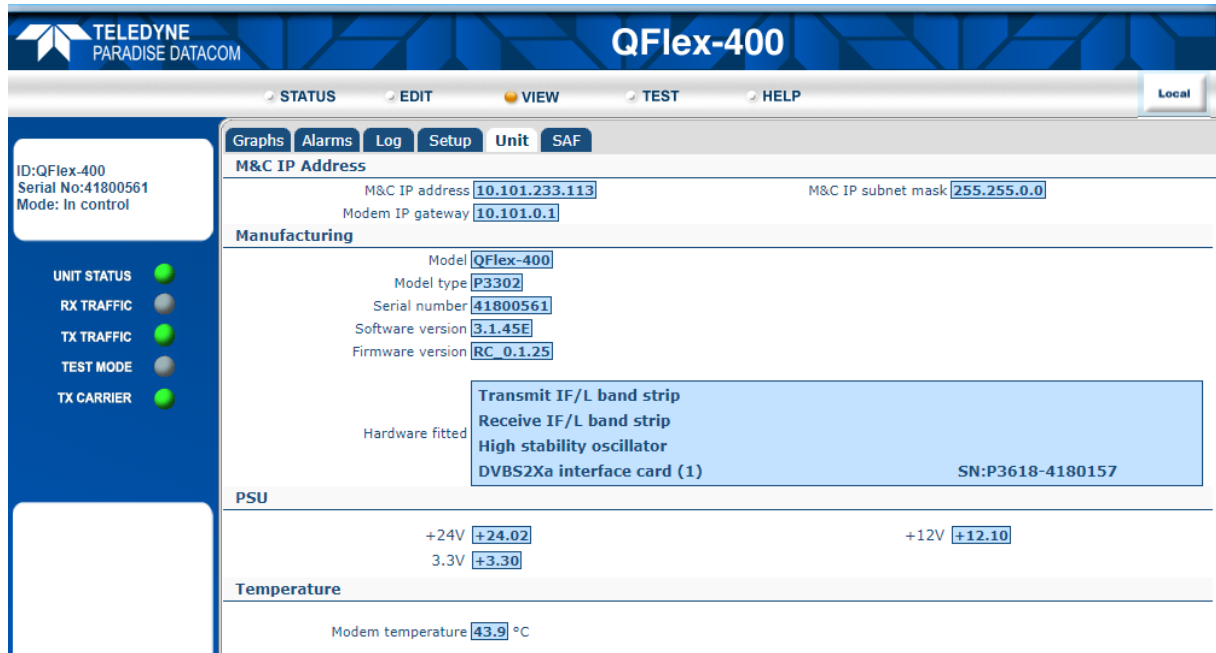 TELEDYNE
PARADISE DATACOM
QFlex-400
STATUS EDIT VIEW TEST HELP
Local
Graphs Alarms Log Setup Unit SAF
ID:QFlex-400
Serial No:41800561
Mode: In control
UNIT STATUS
RX TRAFFIC
TX TRAFFIC
TEST MODE
TX CARRIER
M&C IP Address
M&C IP address 10.101.233.113 M&C IP subnet mask 255.255.0.0
Modem IP gateway 10.101.0.1
Manufacturing
Model QFlex-400
Model type P3302
Serial number 41800561
Software version 3.1.45E
Firmware version RC_0.1.25
Hardware fitted
Transmit IF/L band strip
Receive IF/L band strip
High stability oscillator
DVBS2Xa interface card (1) SN:P3618-4180157
PSU
+24V +24.02 +12V +12.10
3.3V +3.30
Temperature
Modem temperature 43.9 °C